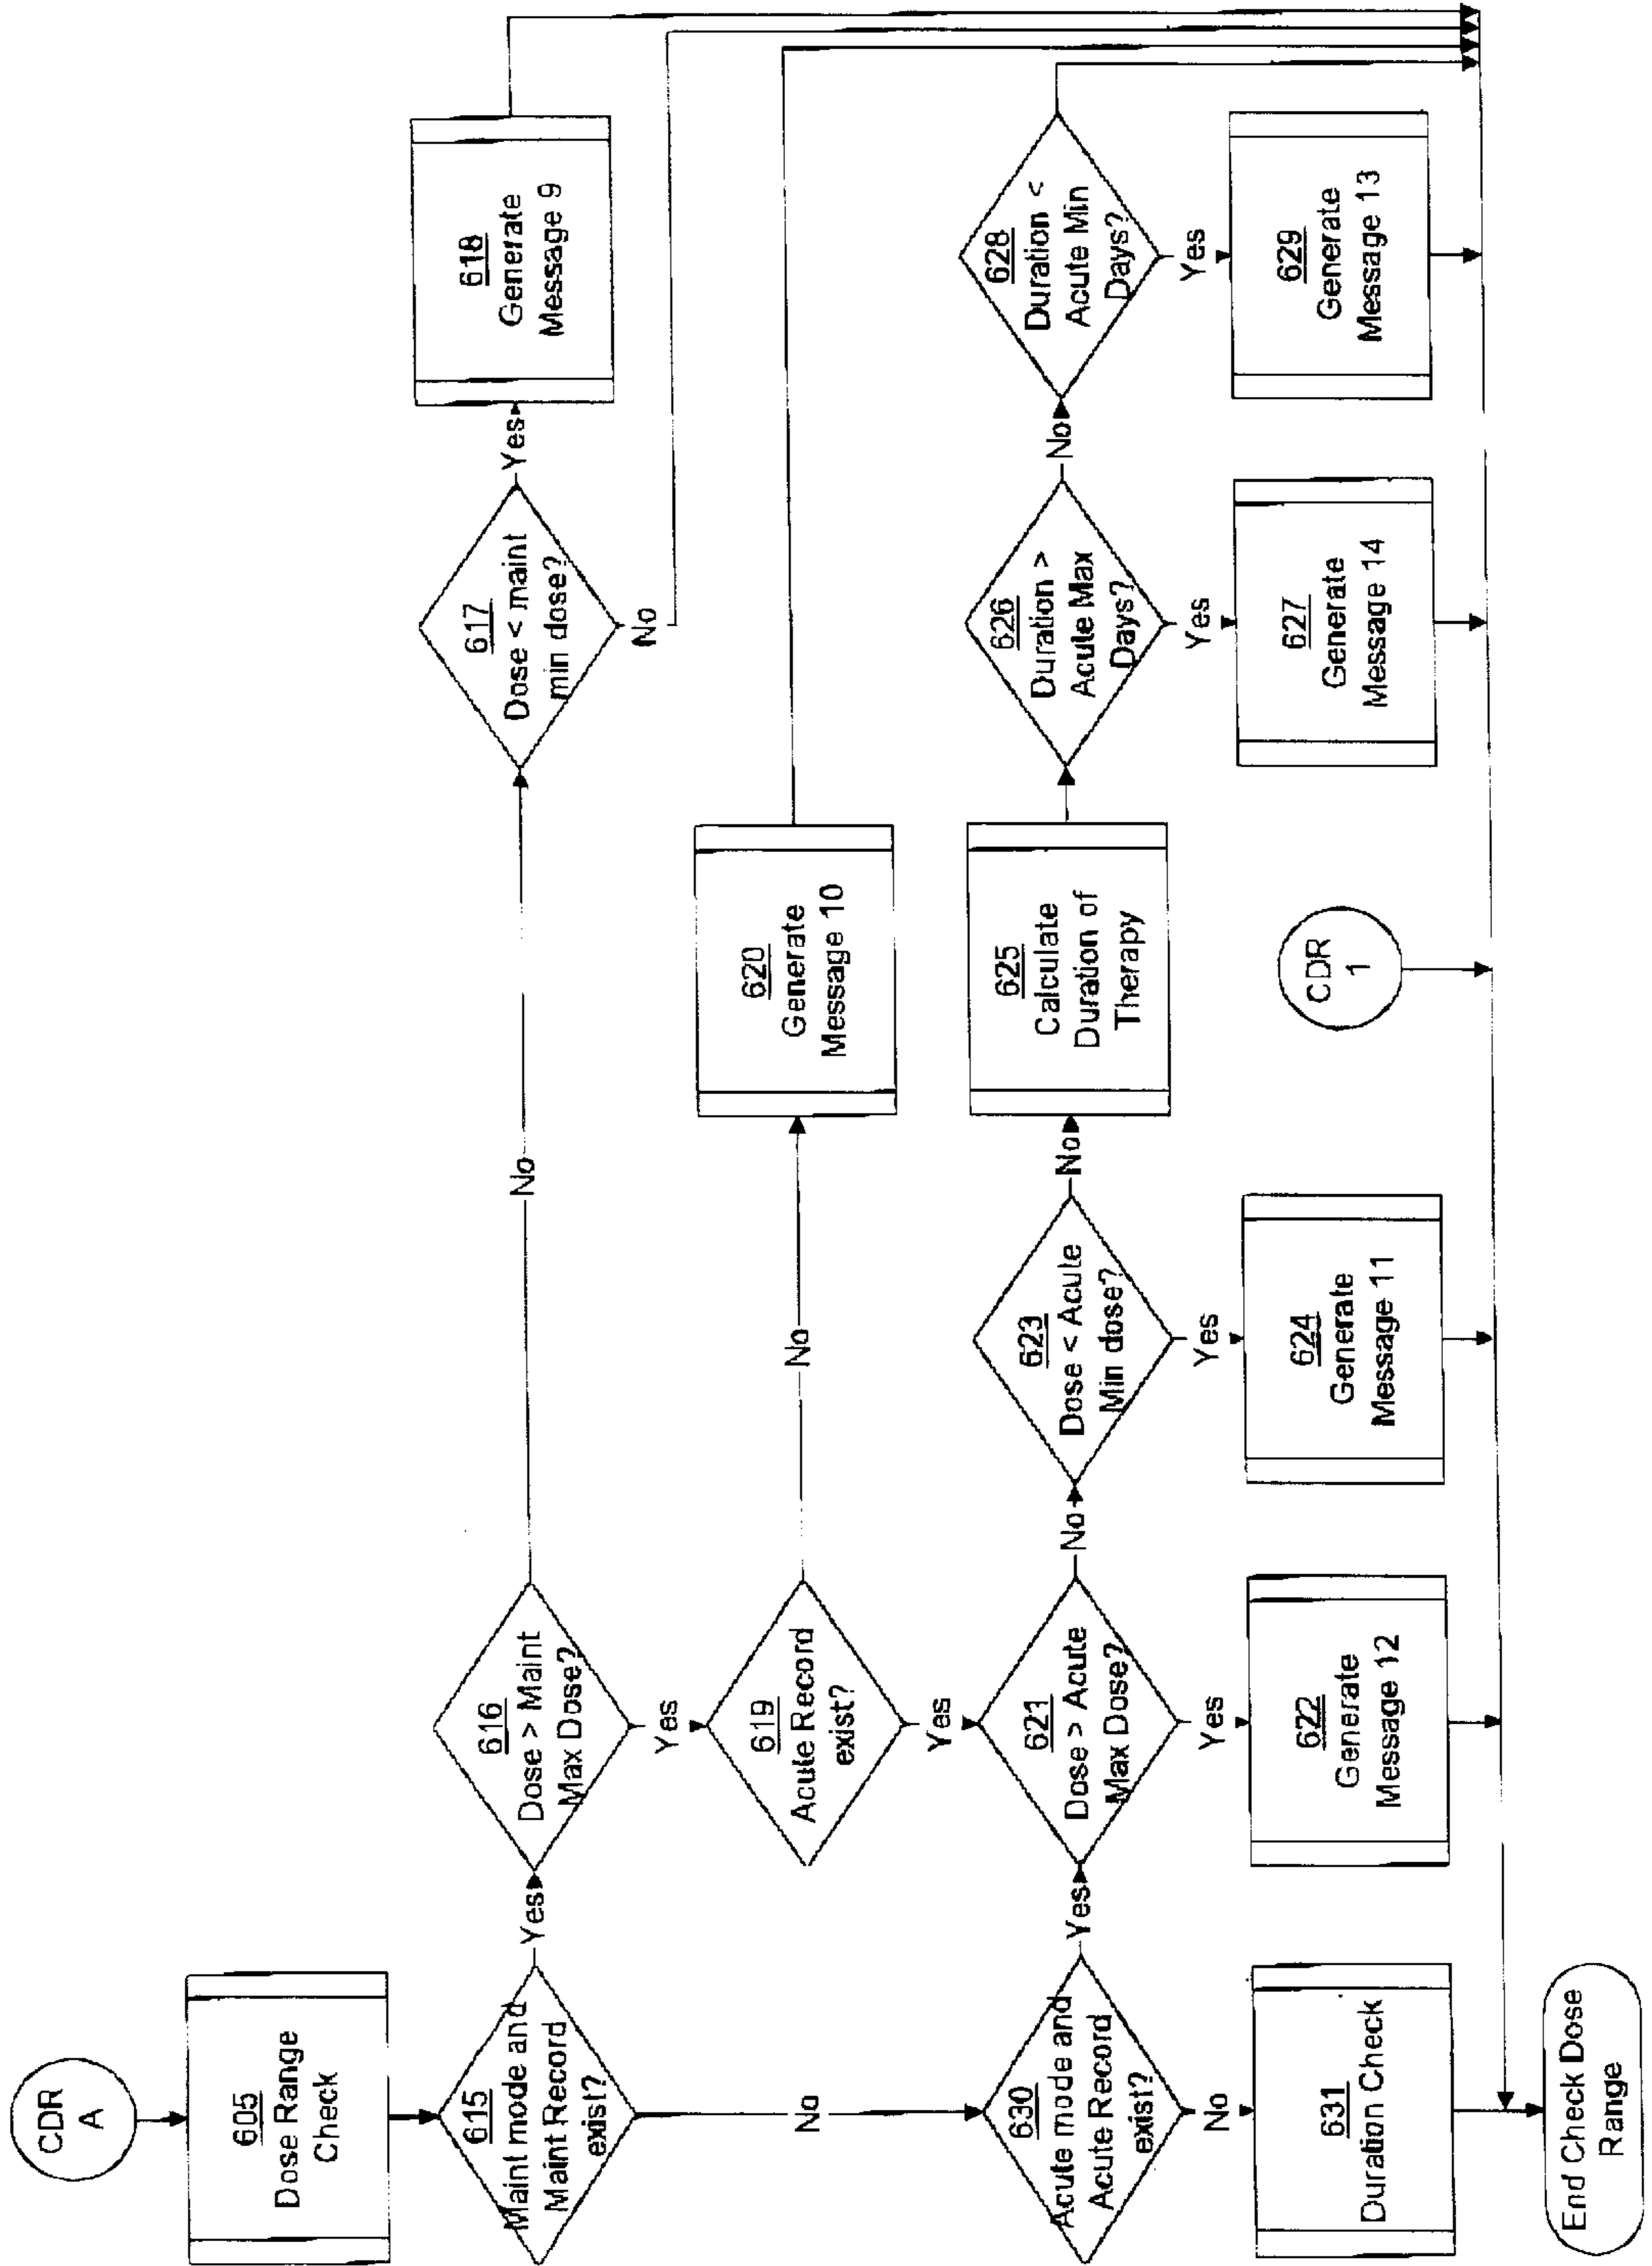 CDR
A
605
Dose Range
Check
615
Maint mode and
Maint Record
exist?
Yes
616
Dose > Maint
Max Dose?
No
617
Dose < maint
min dose?
Yes
618
Generate
Message 9
No
Yes
619
Acute Record
exist?
No
620
Generate
Message 10
Yes
No
630
Acute mode and
Acute Record
exist?
Yes
621
Dose > Acute
Max Dose?
No
623
Dose < Acute
Min dose?
No
625
Calculate
Duration of
Therapy
626
Duration >
Acute Max
Days?
No
628
Duration <
Acute Min
Days?
No
Yes
Yes
Yes
Yes
631
Duration Check
622
Generate
Message 12
624
Generate
Message 11
CDR
1
627
Generate
Message 14
629
Generate
Message 13
End Check Dose
Range